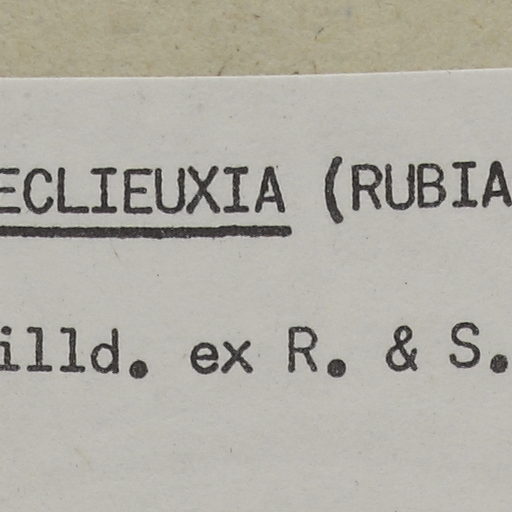 ECLIEUXIA (RUBIA
illd. ex R. & S.